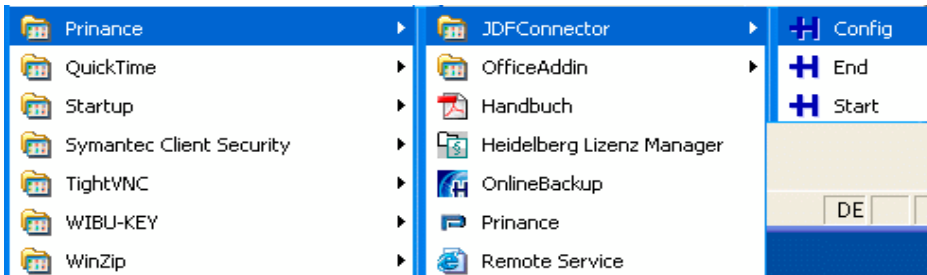 Prinance
QuickTime
Startup
Symantec Client Security
TightVNC
WIBU-KEY
WinZip
JDFConnector
OfficeAddin
Handbuch
Heidelberg Lizenz Manager
OnlineBackup
Prinance
Remote Service
Config
End
Start
DE